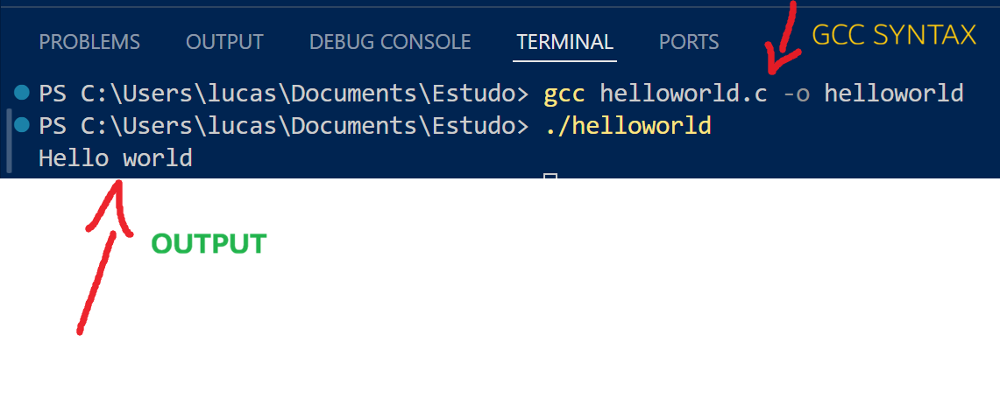 PROBLEMS OUTPUT DEBUG CONSOLE TERMINAL PORTS GCC SYNTAX
PS C:\Users\lucas\Documents\Estudo> gcc helloworld.c -o helloworld
PS C:\Users\lucas\Documents\Estudo> ./helloworld
Hello world
OUTPUT